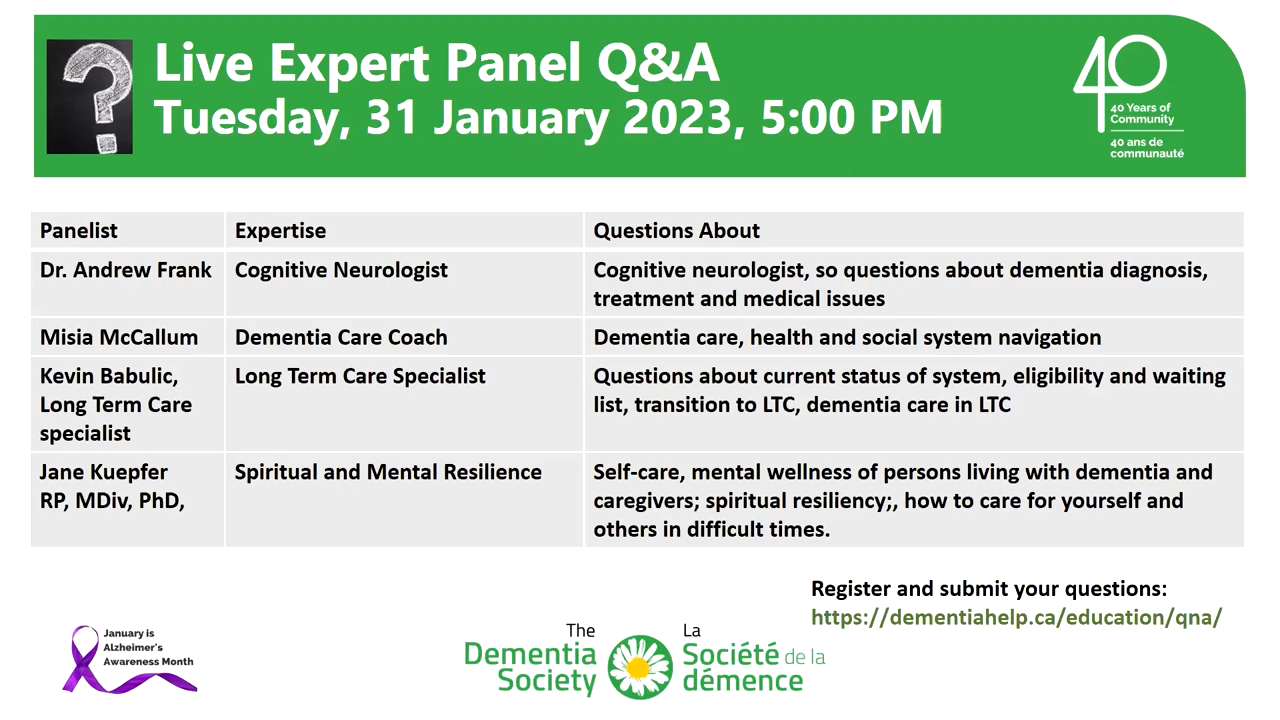 Live Expert Panel Q&A
Tuesday, 31 January 2023, 5:00 PM
40
40 Years of
Community
40 ans de
communauté
Panelist
Expertise
Questions About
Dr. Andrew Frank
Cognitive Neurologist
Cognitive neurologist, so questions about dementia diagnosis,
treatment and medical issues
Misia McCallum
Dementia Care Coach
Dementia care, health and social system navigation
Kevin Babulic,
Long Term Care
specialist
Long Term Care Specialist
Questions about current status of system, eligibility and waiting
list, transition to LTC, dementia care in LTC
Jane Kuepfer
RP, MDiv, PhD,
Spiritual and Mental Resilience
Self-care, mental wellness of persons living with dementia and
caregivers; spiritual resiliency;, how to care for yourself and
others in difficult times.
Register and submit your questions:
https://dementiahelp.ca/education/qna/
January is
Alzheimer's
Awareness Month
The
Dementia
Society
La
Société de la
démence